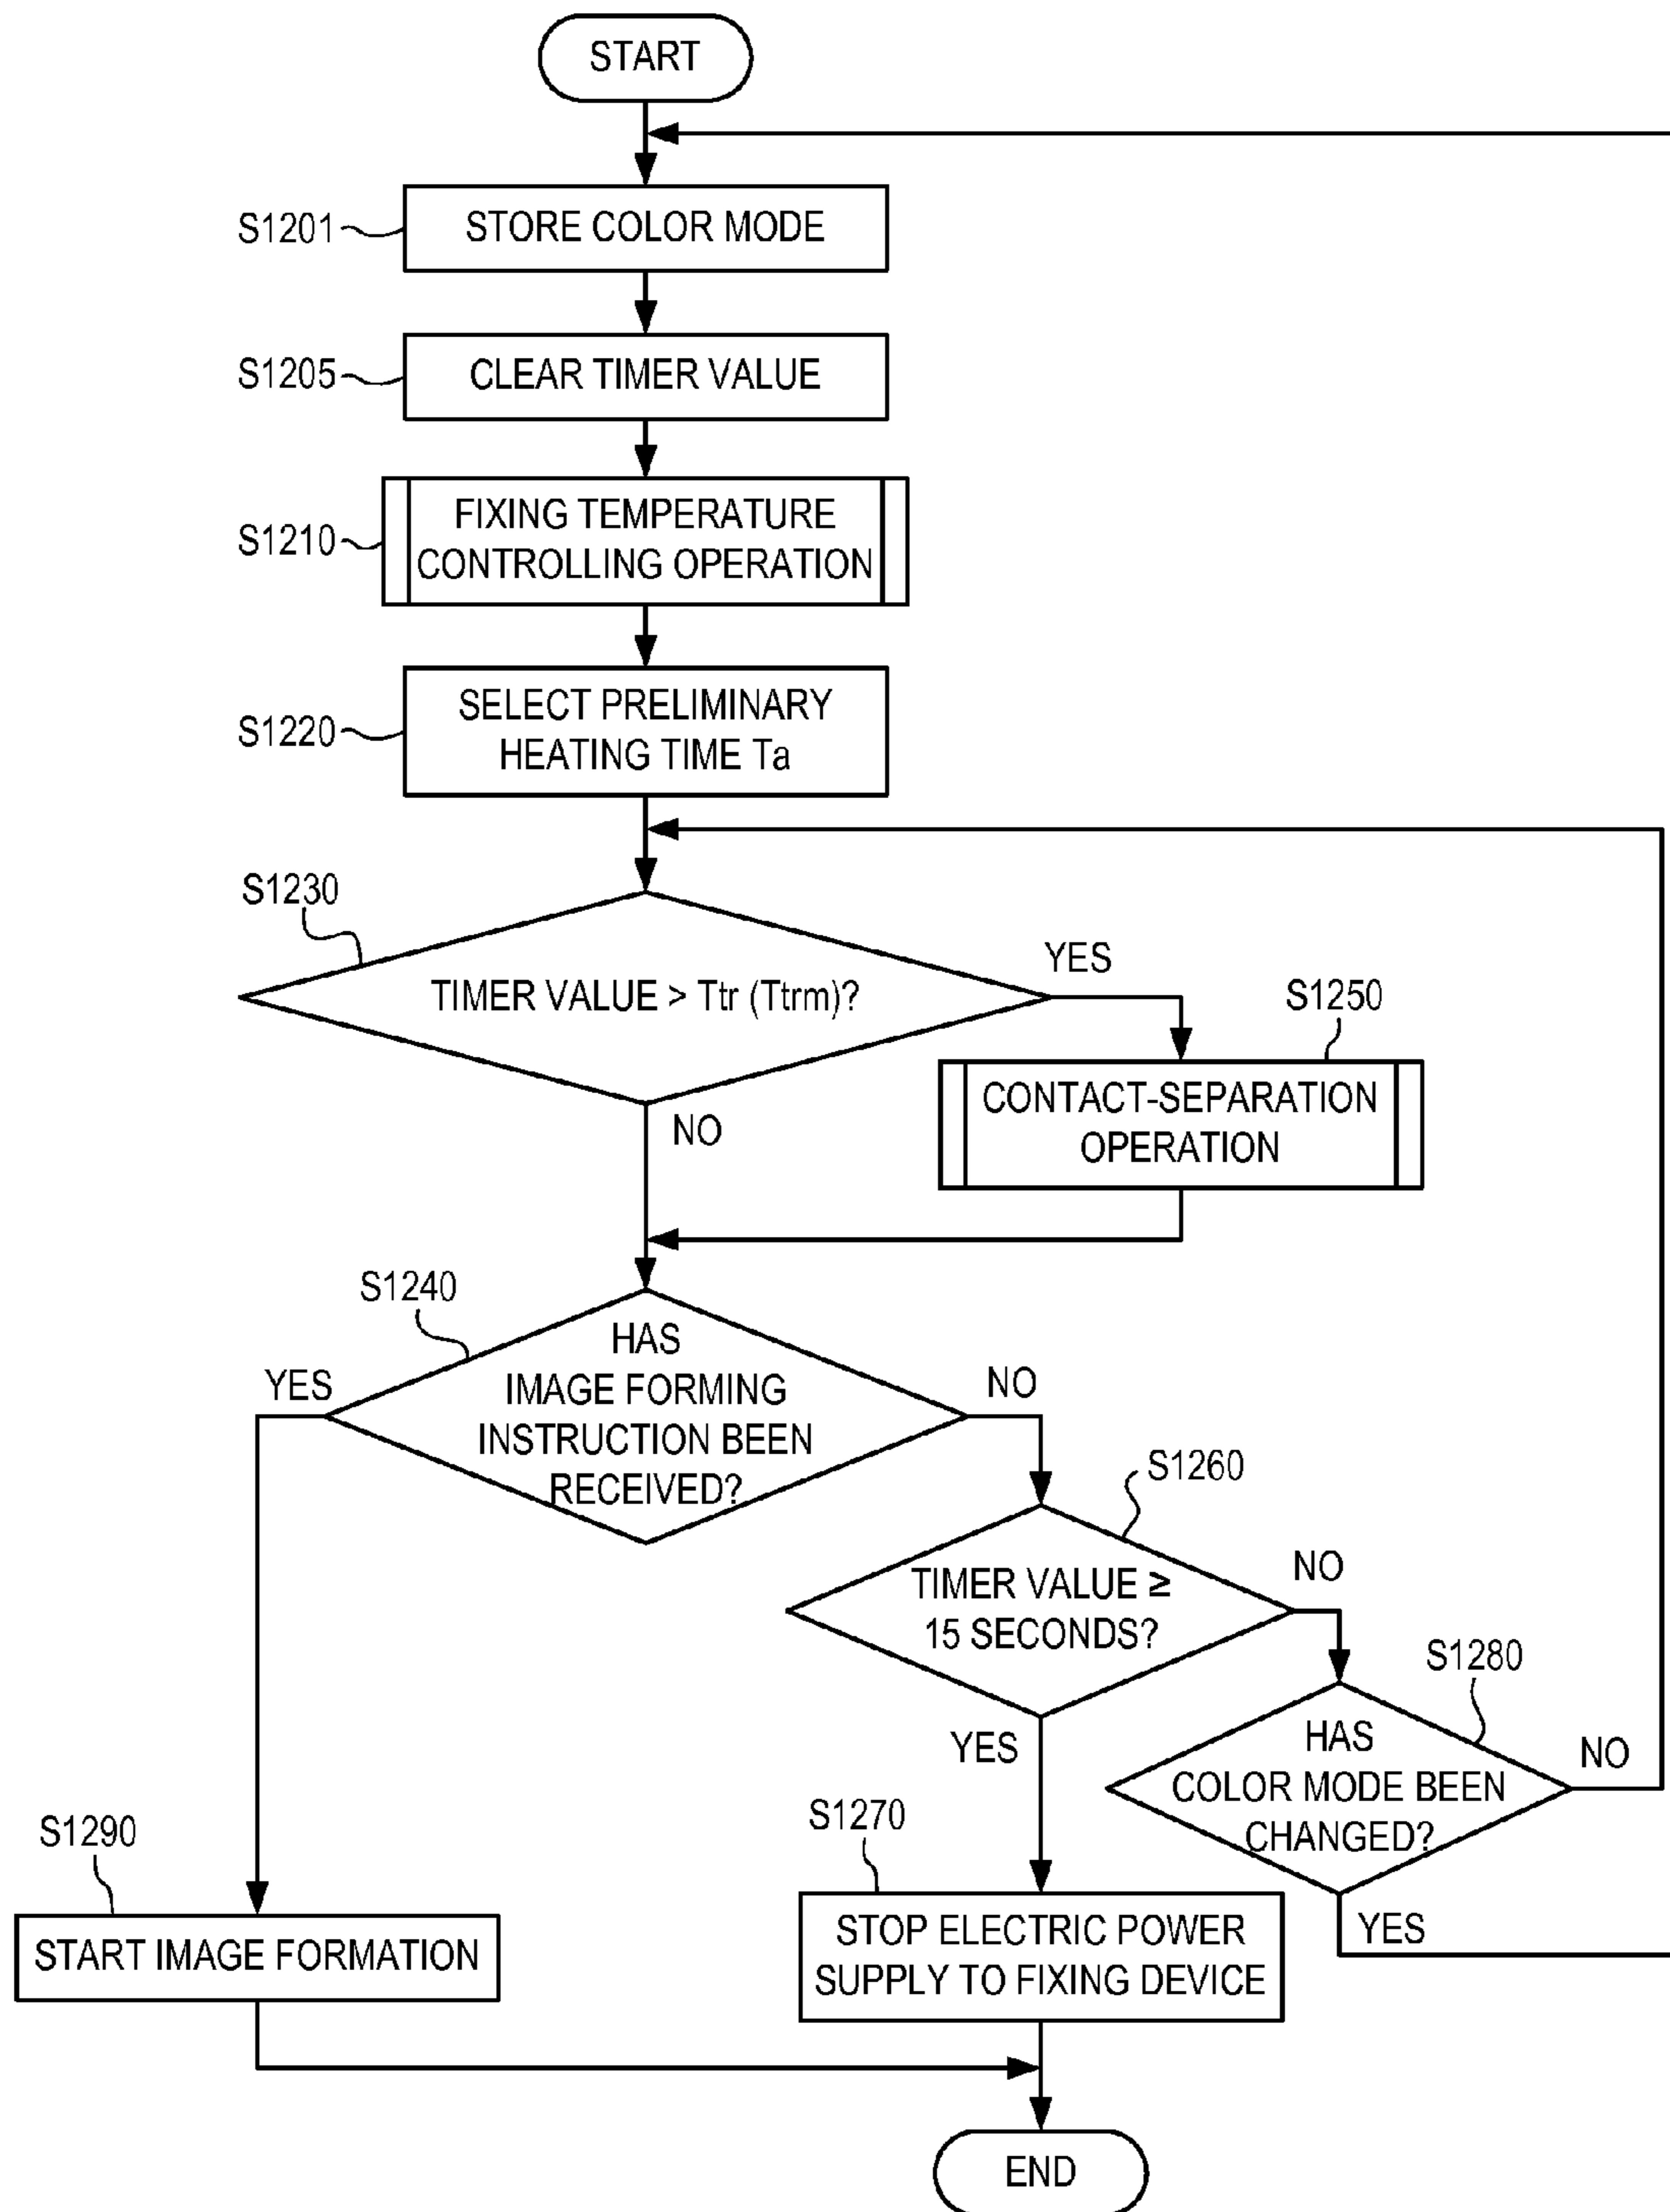 START
S1201
STORE COLOR MODE
S1205
CLEAR TIMER VALUE
S1210
FIXING TEMPERATURE
CONTROLLING OPERATION
S1220
SELECT PRELIMINARY
HEATING TIME Ta
S1230
TIMER VALUE > Ttr (Ttrm)?
YES
NO
S1250
CONTACT-SEPARATION
OPERATION
S1240
HAS
IMAGE FORMING
INSTRUCTION BEEN
RECEIVED?
YES
NO
S1260
TIMER VALUE ≥
15 SECONDS?
NO
YES
S1280
HAS
COLOR MODE BEEN
CHANGED?
NO
YES
S1290
START IMAGE FORMATION
S1270
STOP ELECTRIC POWER
SUPPLY TO FIXING DEVICE
END